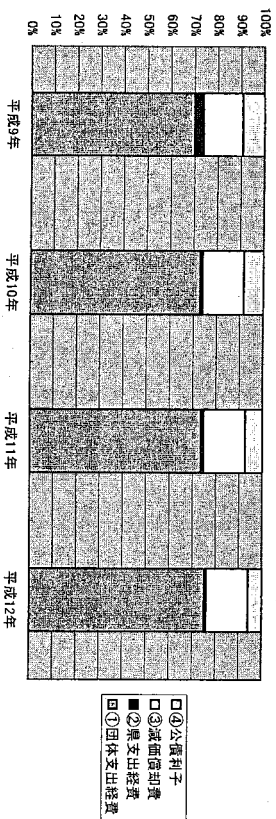 100%
90%
80%
70%
60%
50%
40%
30%
20%
10%
0%
平成9年
平成10年
平成11年
平成12年
□④公債利子
□③減価償却費
■②県支出経費
▣①団体支出経費